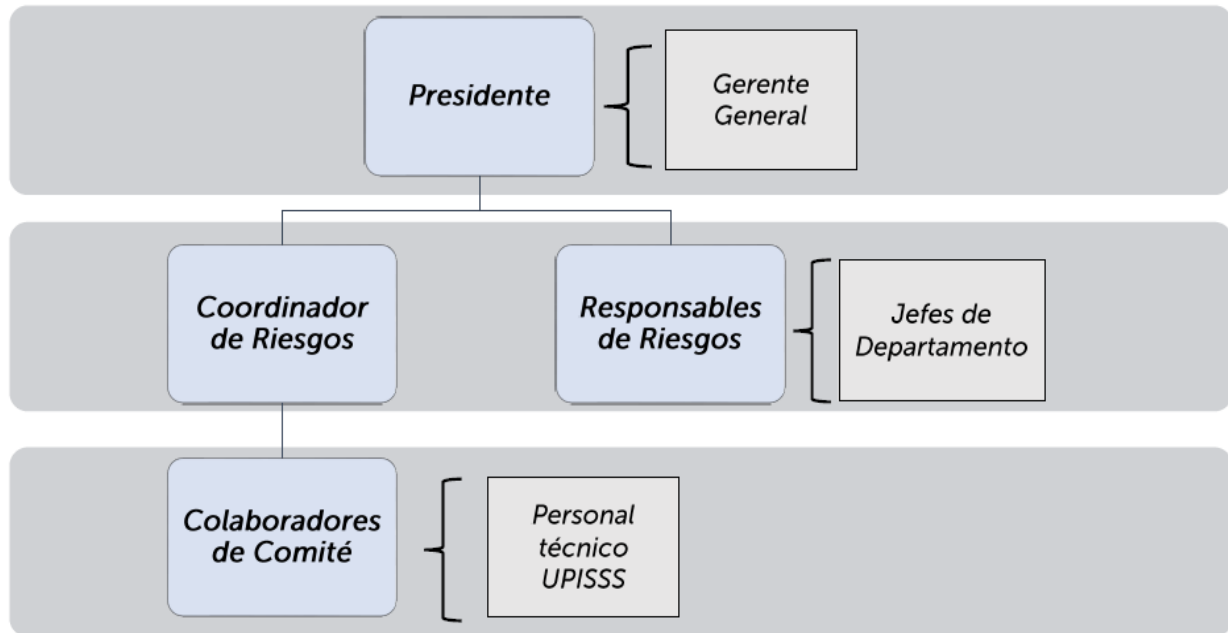 Presidente
Gerente
General
Coordinador
de Riesgos
Responsables
de Riesgos
Jefes de
Departamento
Colaboradores
de Comité
Personal
técnico
UPISSS